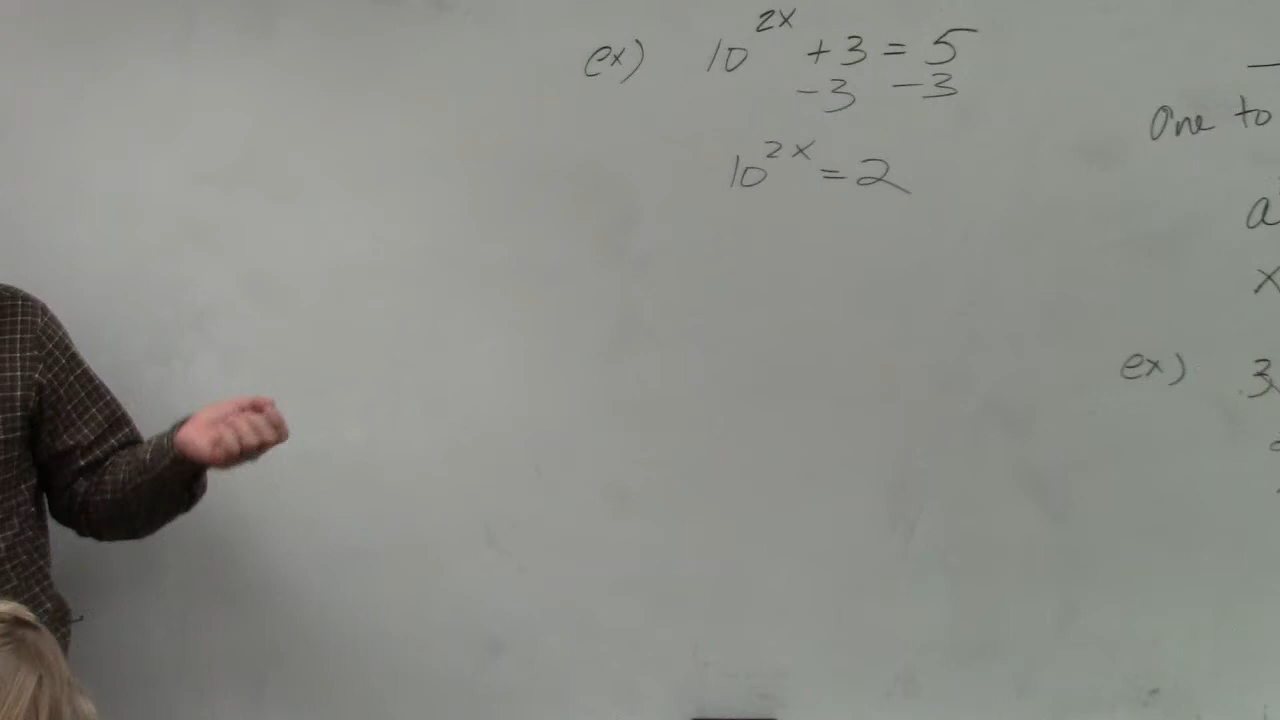 ex) 10^{2x} + 3 = 5
-3 -3
10^{2x} = 2
One to
a
x
ex) 3